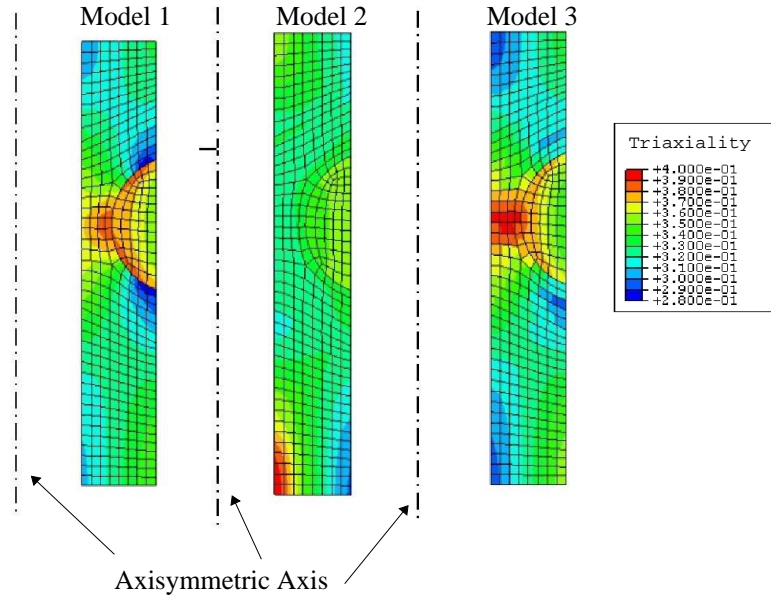 Model 1
Model 2
Model 3
Triaxiality
+4.000e-01
+3.900e-01
+3.800e-01
+3.700e-01
+3.600e-01
+3.500e-01
+3.400e-01
+3.300e-01
+3.200e-01
+3.100e-01
+3.000e-01
+2.900e-01
+2.800e-01
Axisymmetric Axis